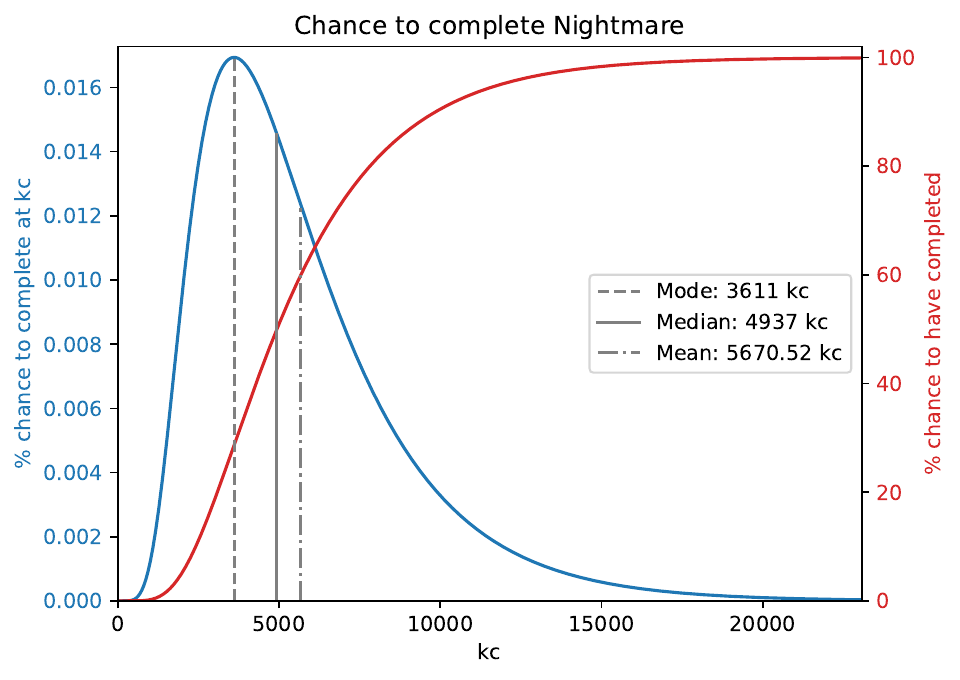 Chance to complete Nightmare
% chance to complete at kc
0.016
0.014
0.012
0.010
0.008
0.006
0.004
0.002
0.000
Mode: 3611 kc
Median: 4937 kc
Mean: 5670.52 kc
100
80
60
40
20
0
% chance to have completed
0 5000 10000 15000 20000
kc